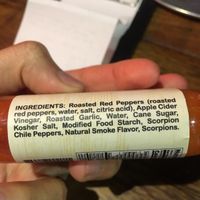 INGREDIENTS: Roasted Red Peppers (roasted
red peppers, water, salt, citric acid), Apple Cider
Vinegar, Roasted Garlic, Water, Cane Sugar,
Kosher Salt, Modified Food Starch, Scorpion
Chile Peppers, Natural Smoke Flavor, Scorpions.